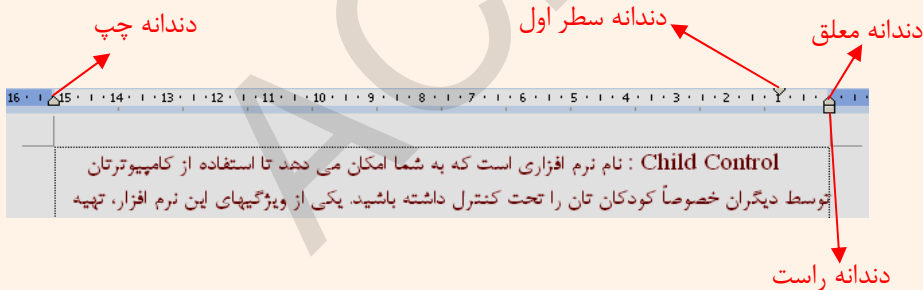 دندانه چپ
دندانه سطر اول
دندانه معلق
16 15 14 13 12 11 10 9 8 7 6 5 4 3 2 1
Child Control : نام نرم افزاری است که به شما امکان می دهد تا استفاده از کامپیوترتان
توسط دیگران خصوصاً کودکان تان را تحت کنترل داشته باشید. یکی از ویژگیهای این نرم افزار، تهیه
دندانه راست